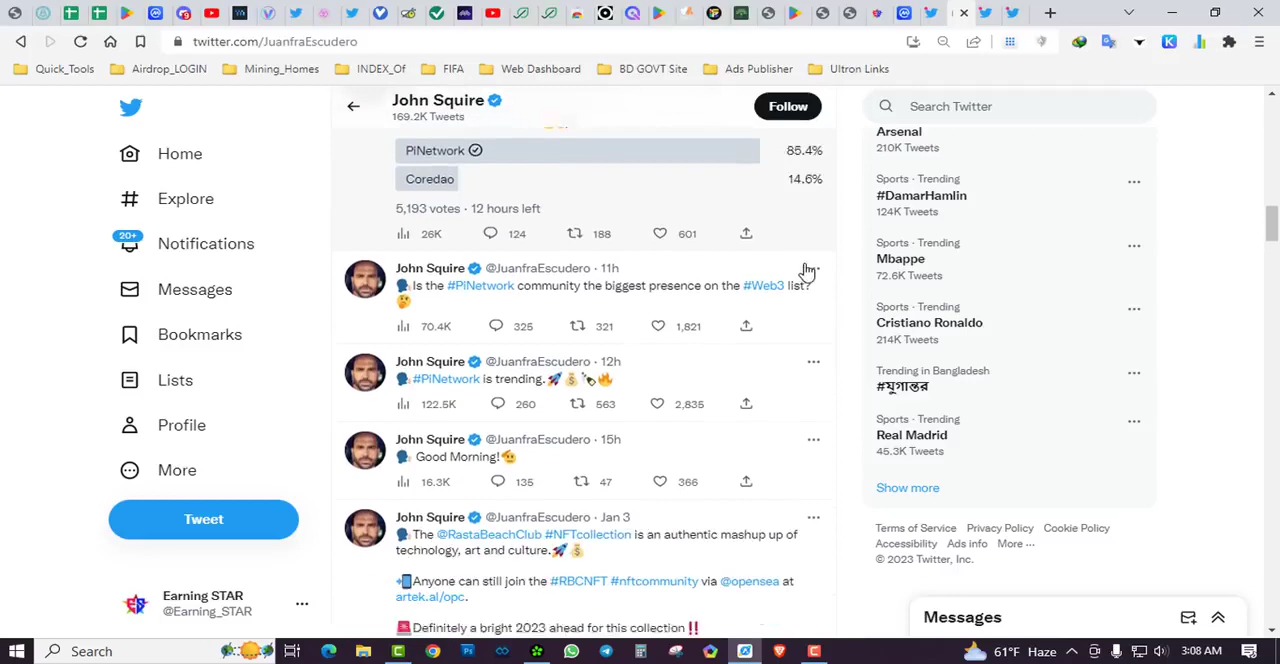 twitter.com/JuanfraEscudero
Quick_Tools
Airdrop_LOGIN
Mining_Homes
INDEX_Of
FIFA
Web Dashboard
BD GOVT Site
Ads Publisher
Ultron Links
Home
Explore
20+
Notifications
Messages
Bookmarks
Lists
Profile
More
Tweet
Earning STAR
@Earning_STAR
John Squire
169.2K Tweets
Follow
PiNetwork 85.4%
Coredao 14.6%
5,193 votes · 12 hours left
26K 124 188 601
John Squire @JuanfraEscudero · 11h
Is the #PiNetwork community the biggest presence on the #Web3 list?
70.4K 325 321 1,821
John Squire @JuanfraEscudero · 12h
#PiNetwork is trending.
122.5K 260 563 2,835
John Squire @JuanfraEscudero · 15h
Good Morning!
16.3K 135 47 366
John Squire @JuanfraEscudero · Jan 3
The @RastaBeachClub #NFTcollection is an authentic mashup up of
technology, art and culture.
Anyone can still join the #RBCNFT #nftcommunity via @opensea at
artek.al/opc.
Definitely a bright 2023 ahead for this collection
Search Twitter
Arsenal
210K Tweets
Sports · Trending
#DamarHamlin
124K Tweets
Sports · Trending
Mbappe
72.6K Tweets
Sports · Trending
Cristiano Ronaldo
214K Tweets
Trending in Bangladesh
#যুগান্তর
Sports · Trending
Real Madrid
45.3K Tweets
Show more
Terms of Service Privacy Policy Cookie Policy
Accessibility Ads info More ···
© 2023 Twitter, Inc.
Messages
Search
61°F Haze
3:08 AM